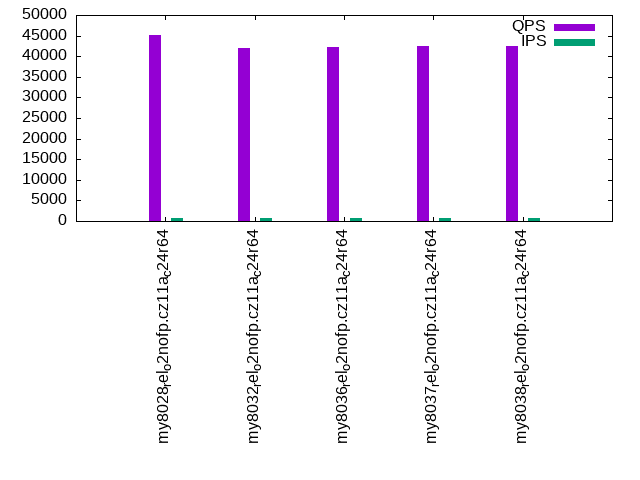 50000
45000
40000
35000
30000
25000
20000
15000
10000
5000
0
QPS
IPS
my8028relo2nofp.cz11ac24r64
my8032relo2nofp.cz11ac24r64
my8036relo2nofp.cz11ac24r64
my8037relo2nofp.cz11ac24r64
my8038relo2nofp.cz11ac24r64